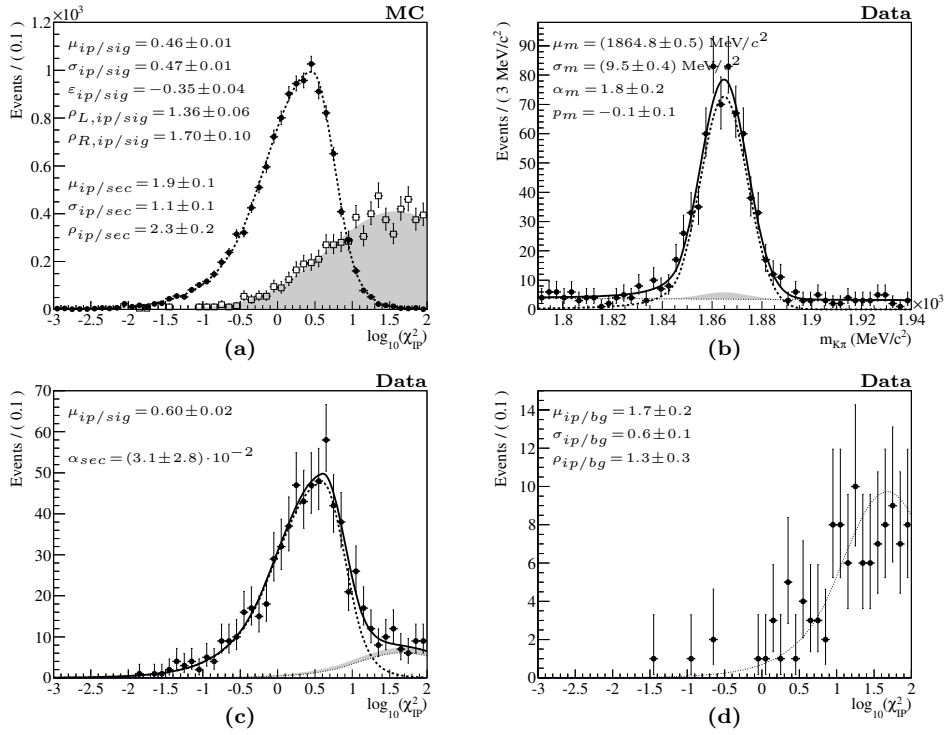 ×10³
MC
Events / ( 0.1 )
μ_{ip/sig} = 0.46±0.01
σ_{ip/sig} = 0.47±0.01
ε_{ip/sig} = −0.35±0.04
ρ_{L,ip/sig} = 1.36±0.06
ρ_{R,ip/sig} = 1.70±0.10
μ_{ip/sec} = 1.9±0.1
σ_{ip/sec} = 1.1±0.1
ρ_{ip/sec} = 2.3±0.2
1.2
1
0.8
0.6
0.4
0.2
0
-3 -2.5 -2 -1.5 -1 -0.5 0 0.5 1 1.5 2
log₁₀(χ²_IP)
(a)
Data
Events / ( 3 MeV/c² )
μ_m = (1864.8±0.5) MeV/c²
σ_m = (9.5±0.4) MeV/c²
α_m = 1.8±0.2
p_m = −0.1±0.1
90
80
70
60
50
40
30
20
10
0
×10³
1.8 1.82 1.84 1.86 1.88 1.9 1.92 1.94
m_{Kπ} (MeV/c²)
(b)
Data
Events / ( 0.1 )
μ_{ip/sig} = 0.60±0.02
α_{sec} = (3.1±2.8)·10⁻²
70
60
50
40
30
20
10
0
-3 -2.5 -2 -1.5 -1 -0.5 0 0.5 1 1.5 2
log₁₀(χ²_IP)
(c)
Data
Events / ( 0.1 )
μ_{ip/bg} = 1.7±0.2
σ_{ip/bg} = 0.6±0.1
ρ_{ip/bg} = 1.3±0.3
14
12
10
8
6
4
2
0
-3 -2.5 -2 -1.5 -1 -0.5 0 0.5 1 1.5 2
log₁₀(χ²_IP)
(d)